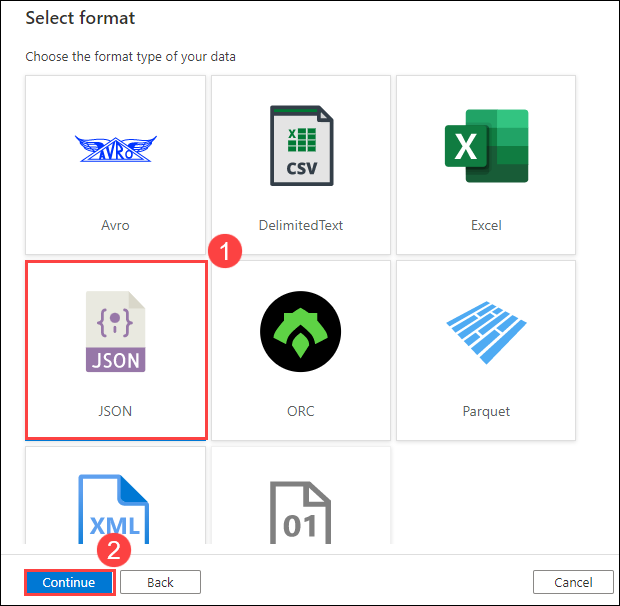 Select format
Choose the format type of your data
AVRO
X
CSV
X
Avro
DelimitedText
Excel
1
{:}
JSON
JSON
ORC
Parquet
XML
01
2
Continue
Back
Cancel